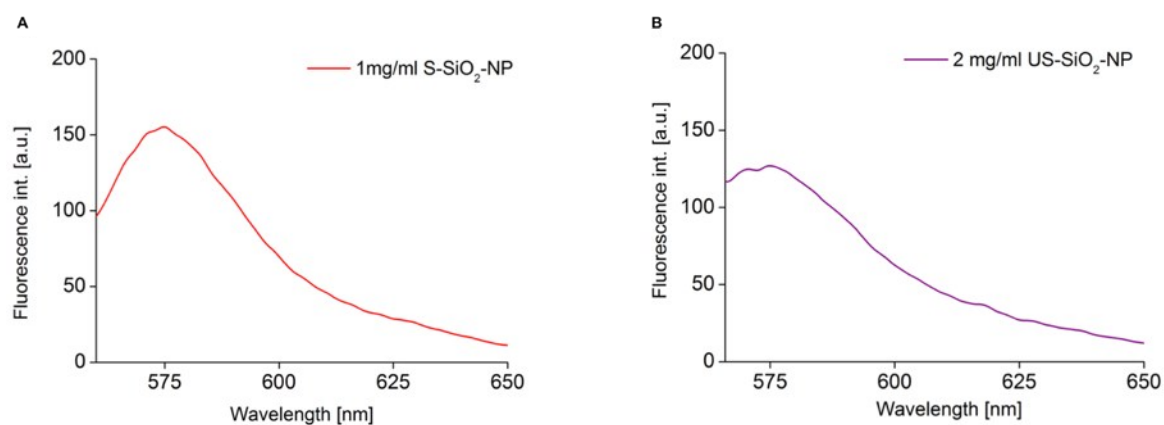 A
200
150
100
50
0
Fluorescence int. [a.u.]
1mg/ml S-SiO₂-NP
575
600
625
650
Wavelength [nm]
B
200
150
100
50
0
Fluorescence int. [a.u.]
2 mg/ml US-SiO₂-NP
575
600
625
650
Wavelength [nm]